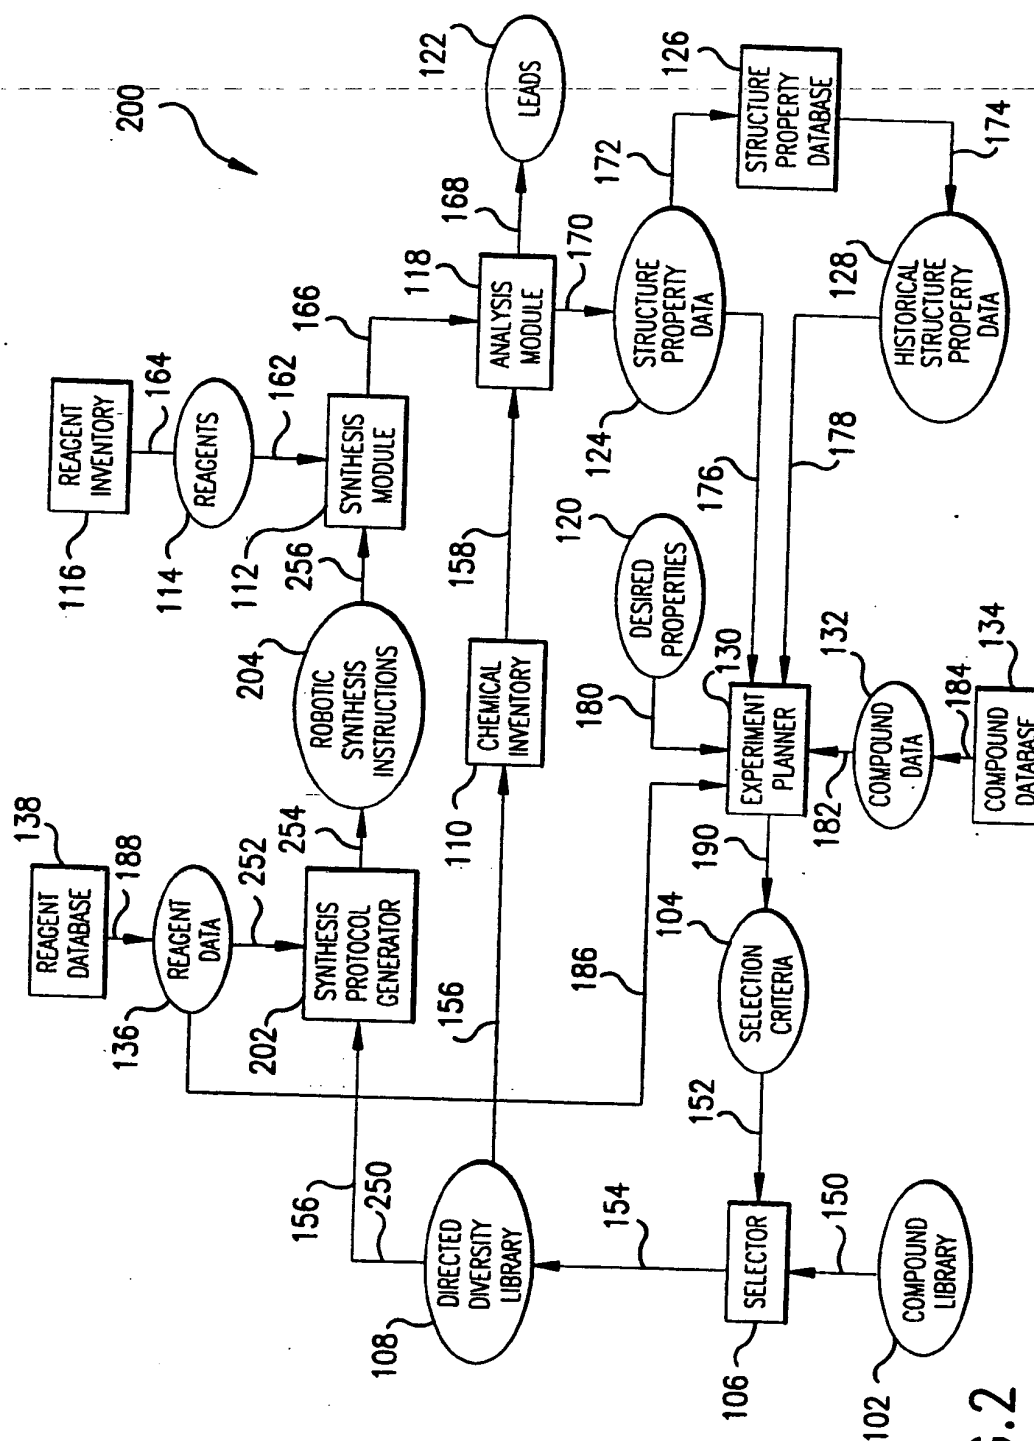 REAGENT
DATABASE
138
188
136
REAGENT
DATA
252
202
SYNTHESIS
PROTOCOL
GENERATOR
254
204
ROBOTIC
SYNTHESIS
INSTRUCTIONS
256
116
REAGENT
INVENTORY
164
114
REAGENTS
162
112
SYNTHESIS
MODULE
166
200
156
250
108
DIRECTED
DIVERSITY
LIBRARY
156
110
CHEMICAL
INVENTORY
158
118
ANALYSIS
MODULE
168
122
LEADS
170
154
186
180
120
DESIRED
PROPERTIES
124
STRUCTURE
PROPERTY
DATA
172
126
STRUCTURE
PROPERTY
DATABASE
106
SELECTOR
152
104
SELECTION
CRITERIA
190
130
EXPERIMENT
PLANNER
176
178
174
128
HISTORICAL
STRUCTURE
PROPERTY
DATA
150
102
COMPOUND
LIBRARY
182
132
COMPOUND
DATA
184
134
COMPOUND
DATABASE
.2